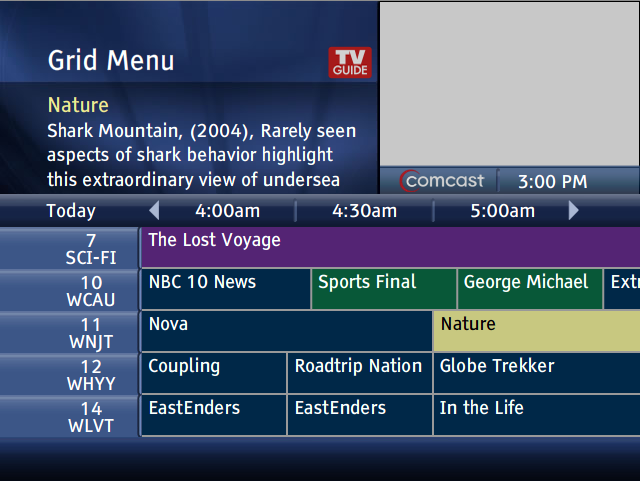 Grid Menu
TV
GUIDE
Nature
Shark Mountain, (2004), Rarely seen
aspects of shark behavior highlight
this extraordinary view of undersea
comcast 3:00 PM
Today 4:00am 4:30am 5:00am
7
SCI-FI
The Lost Voyage
10
WCAU
NBC 10 News Sports Final George Michael Extr
11
WNJT
Nova Nature
12
WHYY
Coupling Roadtrip Nation Globe Trekker
14
WLVT
EastEnders EastEnders In the Life